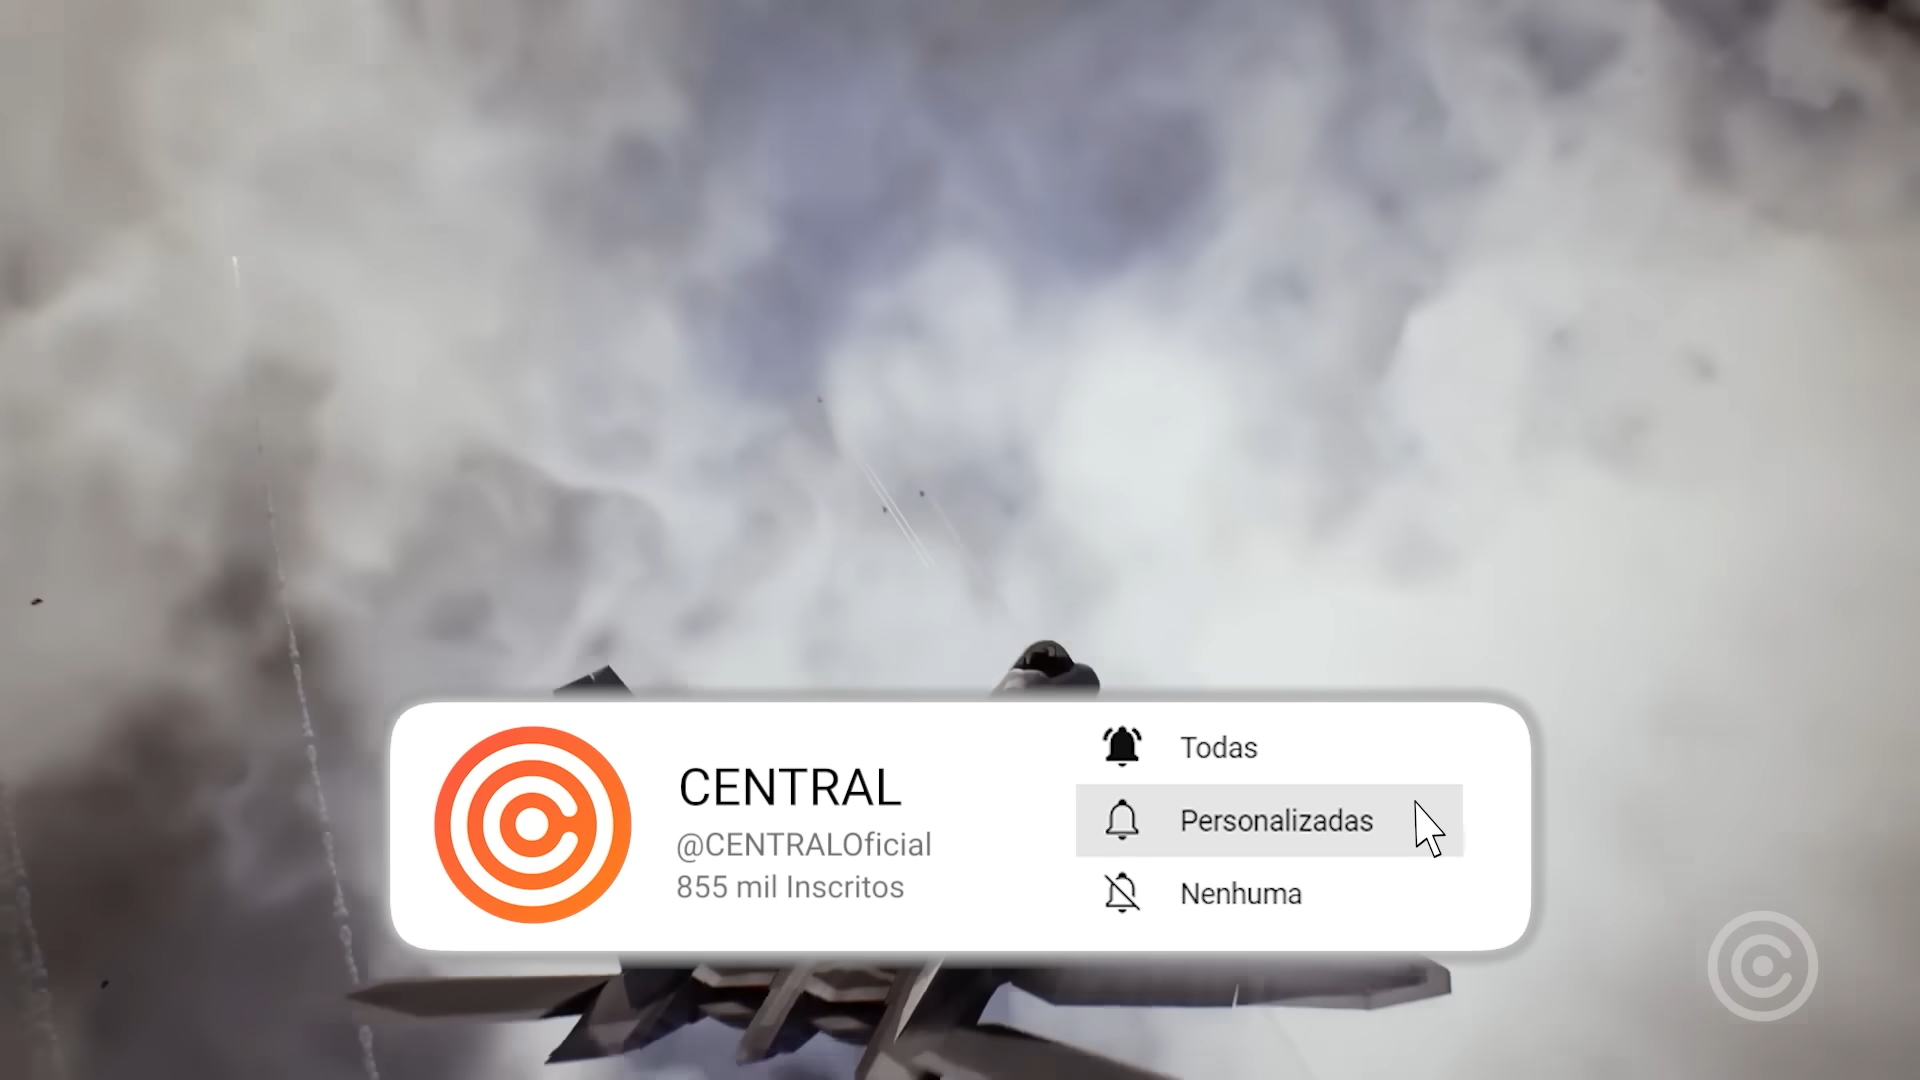 CENTRAL
@CENTRALOficial
855 mil Inscritos
Todas
Personalizadas
Nenhuma